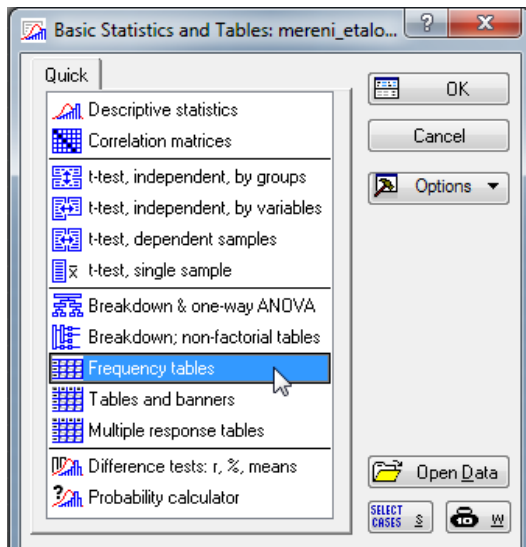 Basic Statistics and Tables: mereni_etalo...
Quick
Descriptive statistics
Correlation matrices
t-test, independent, by groups
t-test, independent, by variables
t-test, dependent samples
t-test, single sample
Breakdown & one-way ANOVA
Breakdown; non-factorial tables
Frequency tables
Tables and banners
Multiple response tables
Difference tests: r, %, means
Probability calculator
OK
Cancel
Options
Open Data
SELECT
CASES
S
W